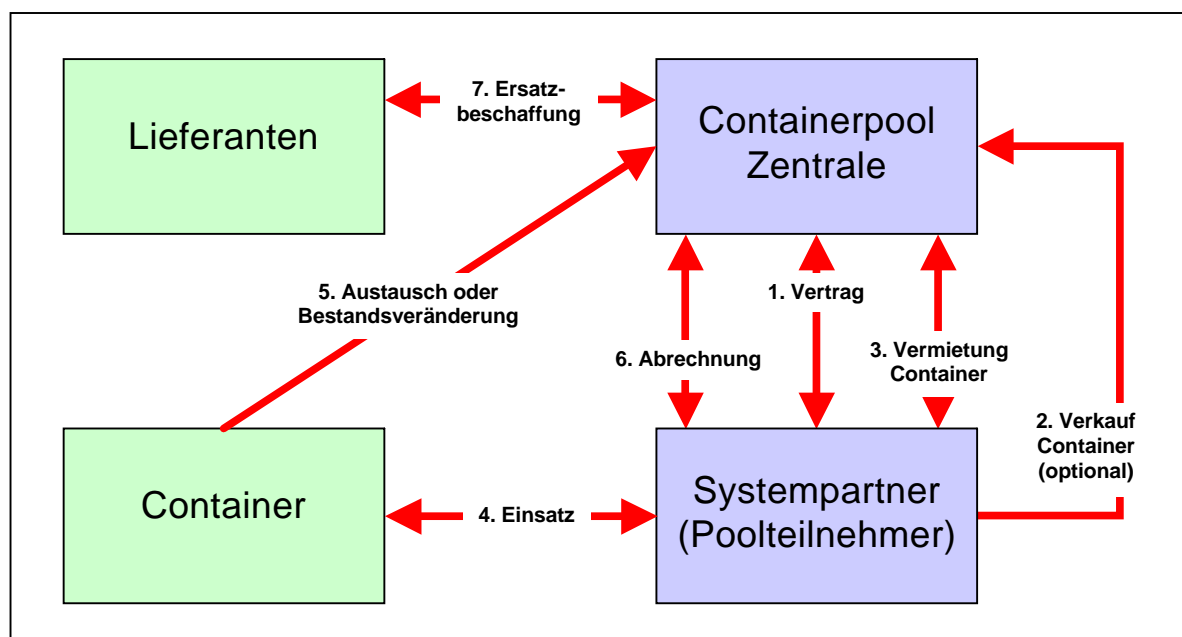 Lieferanten
7. Ersatz-
beschaffung
Containerpool
Zentrale
5. Austausch oder
Bestandsveränderung
1. Vertrag
6. Abrechnung
3. Vermietung
Container
2. Verkauf
Container
(optional)
Container
4. Einsatz
Systempartner
(Poolteilnehmer)